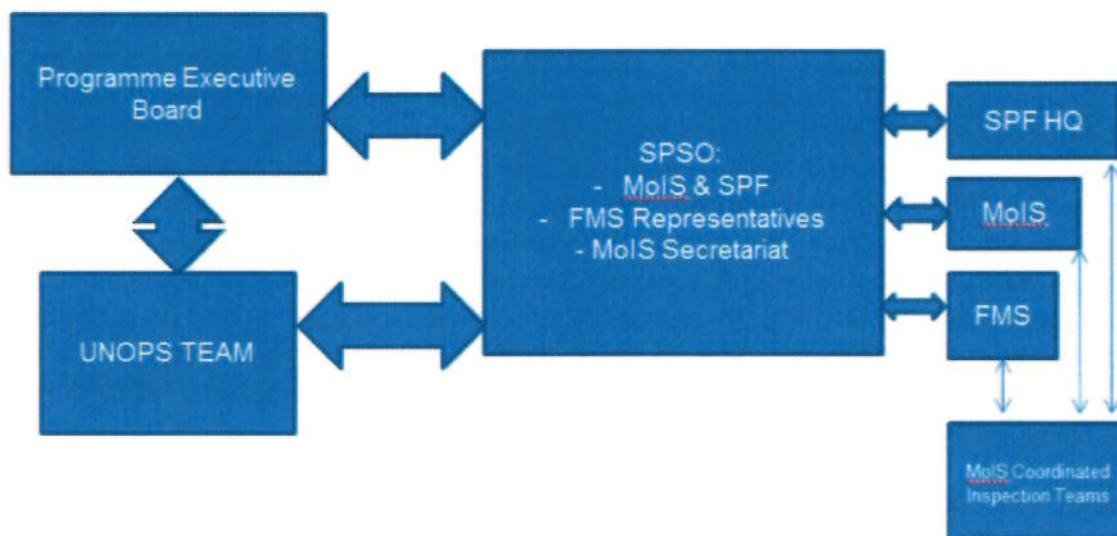 Programme Executive
Board
SPSO:
- MoIS & SPF
- FMS Representatives
- MoIS Secretariat
SPF HQ
MoIS
FMS
UNOPS TEAM
MoIS Coordinated
Inspection Teams